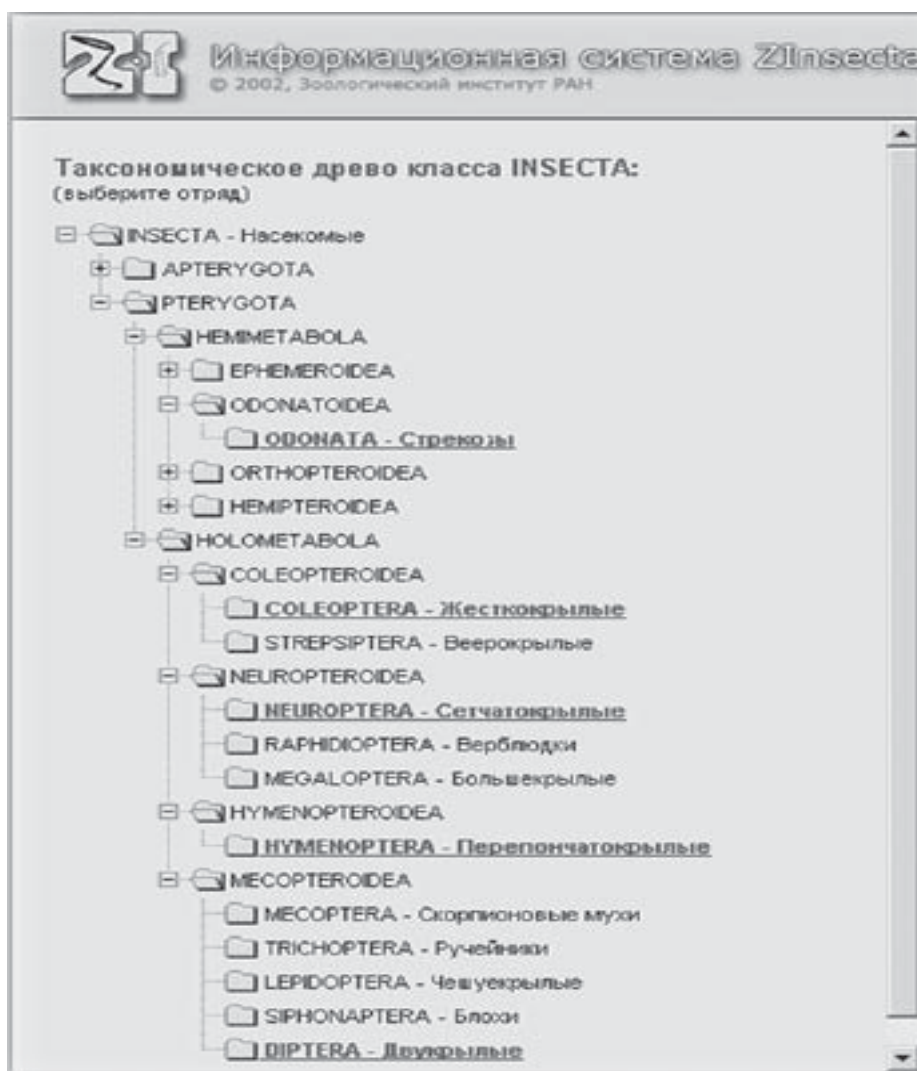 Информационная система ZInsecta
© 2002, Зоологический институт РАН
Таксономическое древо класса INSECTA:
(выберите отряд)
INSECTA - Насекомые
APTERYGOTA
PTERYGOTA
HEMIMETABOLA
EPHEMEROIDEA
ODONATOIDEA
ODONATA - Стрекозы
ORTHOPTEROIDEA
HEMIPTEROIDEA
HOLOMETABOLA
COLEOPTEROIDEA
COLEOPTERA - Жесткокрылые
STREPSIPTERA - Веерокрылые
NEUROPTEROIDEA
NEUROPTERA - Сетчатокрылые
RAPHIDIOPTERA - Верблюдки
MEGALOPTERA - Большекрылые
HYMENOPTEROIDEA
HYMENOPTERA - Перепончатокрылые
MECOPTEROIDEA
MECOPTERA - Скорпионовые мухи
TRICHOPTERA - Ручейники
LEPIDOPTERA - Чешуекрылые
SIPHONAPTERA - Блохи
DIPTERA - Двукрылые